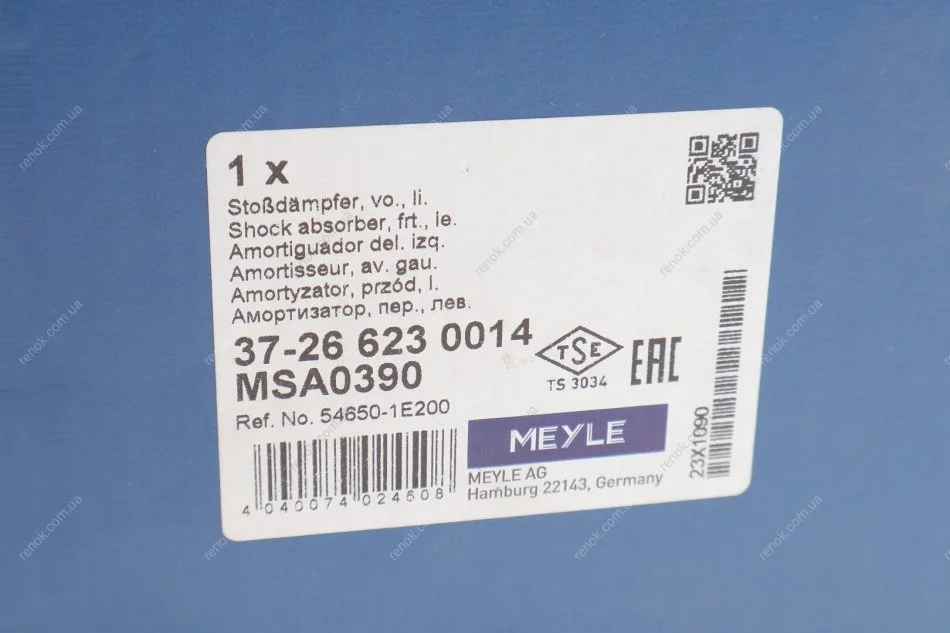 1 x
Stoßdämpfer, vo., li.
Shock absorber, frt., le.
Amortiguador del. izq.
Amortisseur, av. gau.
Amortyzator, przód, l.
Амортизатор, пер., лев.
37-26 623 0014
MSA0390
Ref. No. 54650-1E200
TSE
TS 3034
EAC
MEYLE
MEYLE AG
Hamburg 22143, Germany
4 040074 024508
23X1090
renok.com.ua